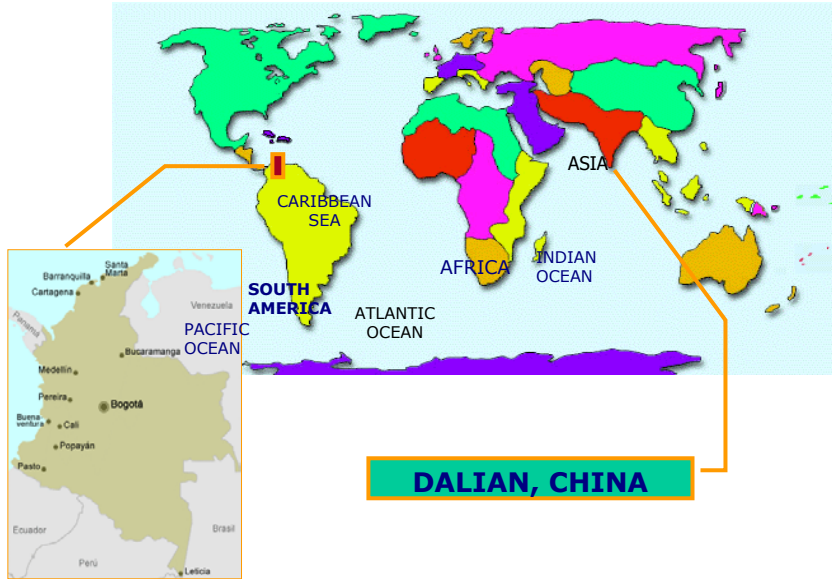 ASIA
CARIBBEAN
SEA
AFRICA
INDIAN
OCEAN
SOUTH
AMERICA
ATLANTIC
OCEAN
PACIFIC
OCEAN
Santa
Marta
Barranquilla
Cartagena
Venezuela
Panamá
Bucaramanga
Medellín
Pereira
Bogotá
Buena-
ventura
Cali
Popayán
Pasto
Ecuador
Brasil
Perú
Leticia
DALIAN, CHINA